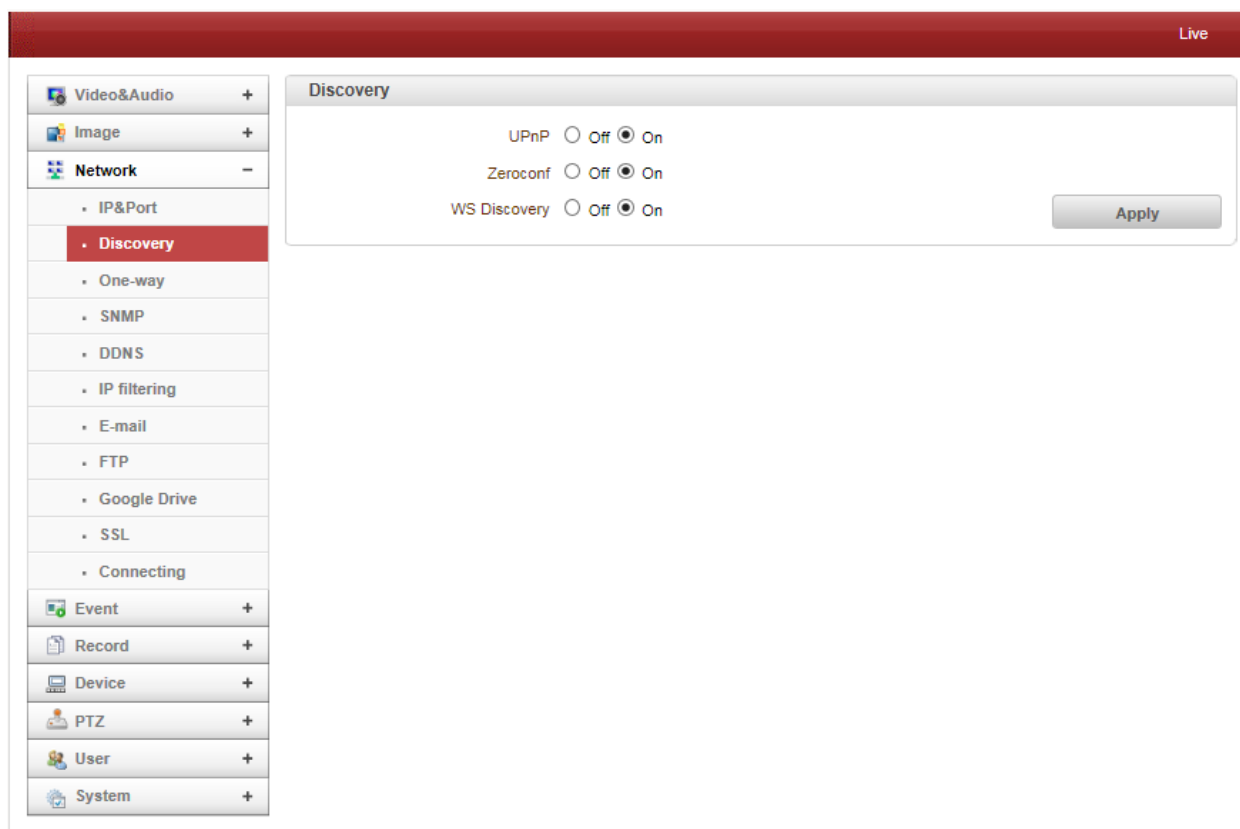 Live
Video&Audio +
Image +
Network -
IP&Port
Discovery
One-way
SNMP
DDNS
IP filtering
E-mail
FTP
Google Drive
SSL
Connecting
Event +
Record +
Device +
PTZ +
User +
System +
Discovery
UPnP Off On
Zeroconf Off On
WS Discovery Off On
Apply